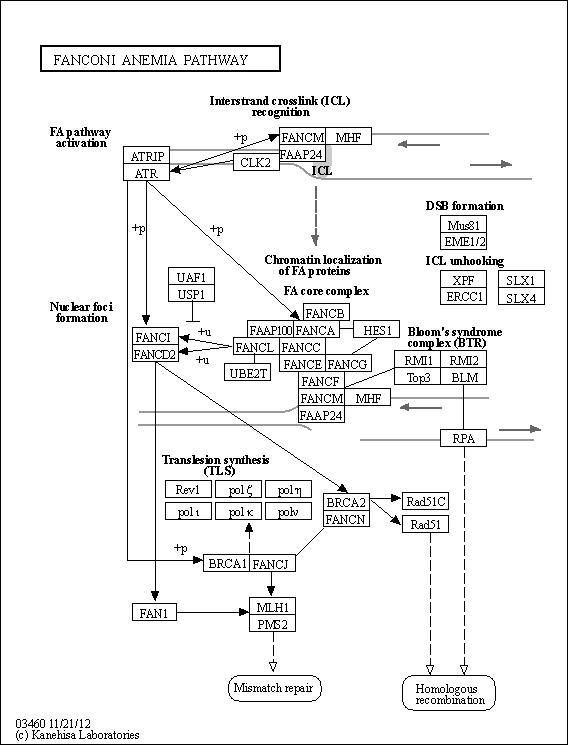 FANCONI ANEMIA PATHWAY
Interstrand crosslink (ICL)
recognition
FA pathway
activation
+p
FANCM MHF
ATRIP
FAAP24
CLK2
ATR
ICL
DSB formation
+p
+p
Mus81
EME1/2
Chromatin localization
of FA proteins
ICL unhooking
UAF1
XPF SLX1
USP1
FA core complex
ERCC1 SLX4
Nuclear foci
formation
FANCB
+u
FAAP100 FANCA HES1
Bloom's syndrome
complex (BTR)
FANCI
FANCL FANCC
FANCD2
+u
RMI1 RMI2
FANCE FANCG
UBE2T
Top3 BLM
FANCF
FANCM MHF
FAAP24
RPA
Translesion synthesis
(TLS)
Rev1 pol ζ pol η
BRCA2 Rad51C
pol ι pol κ polν
FANCN
Rad51
+p
BRCA1 FANCJ
FAN1
MLH1
PMS2
Mismatch repair
Homologous
recombination
03460 11/21/12
(c) Kanehisa Laboratories